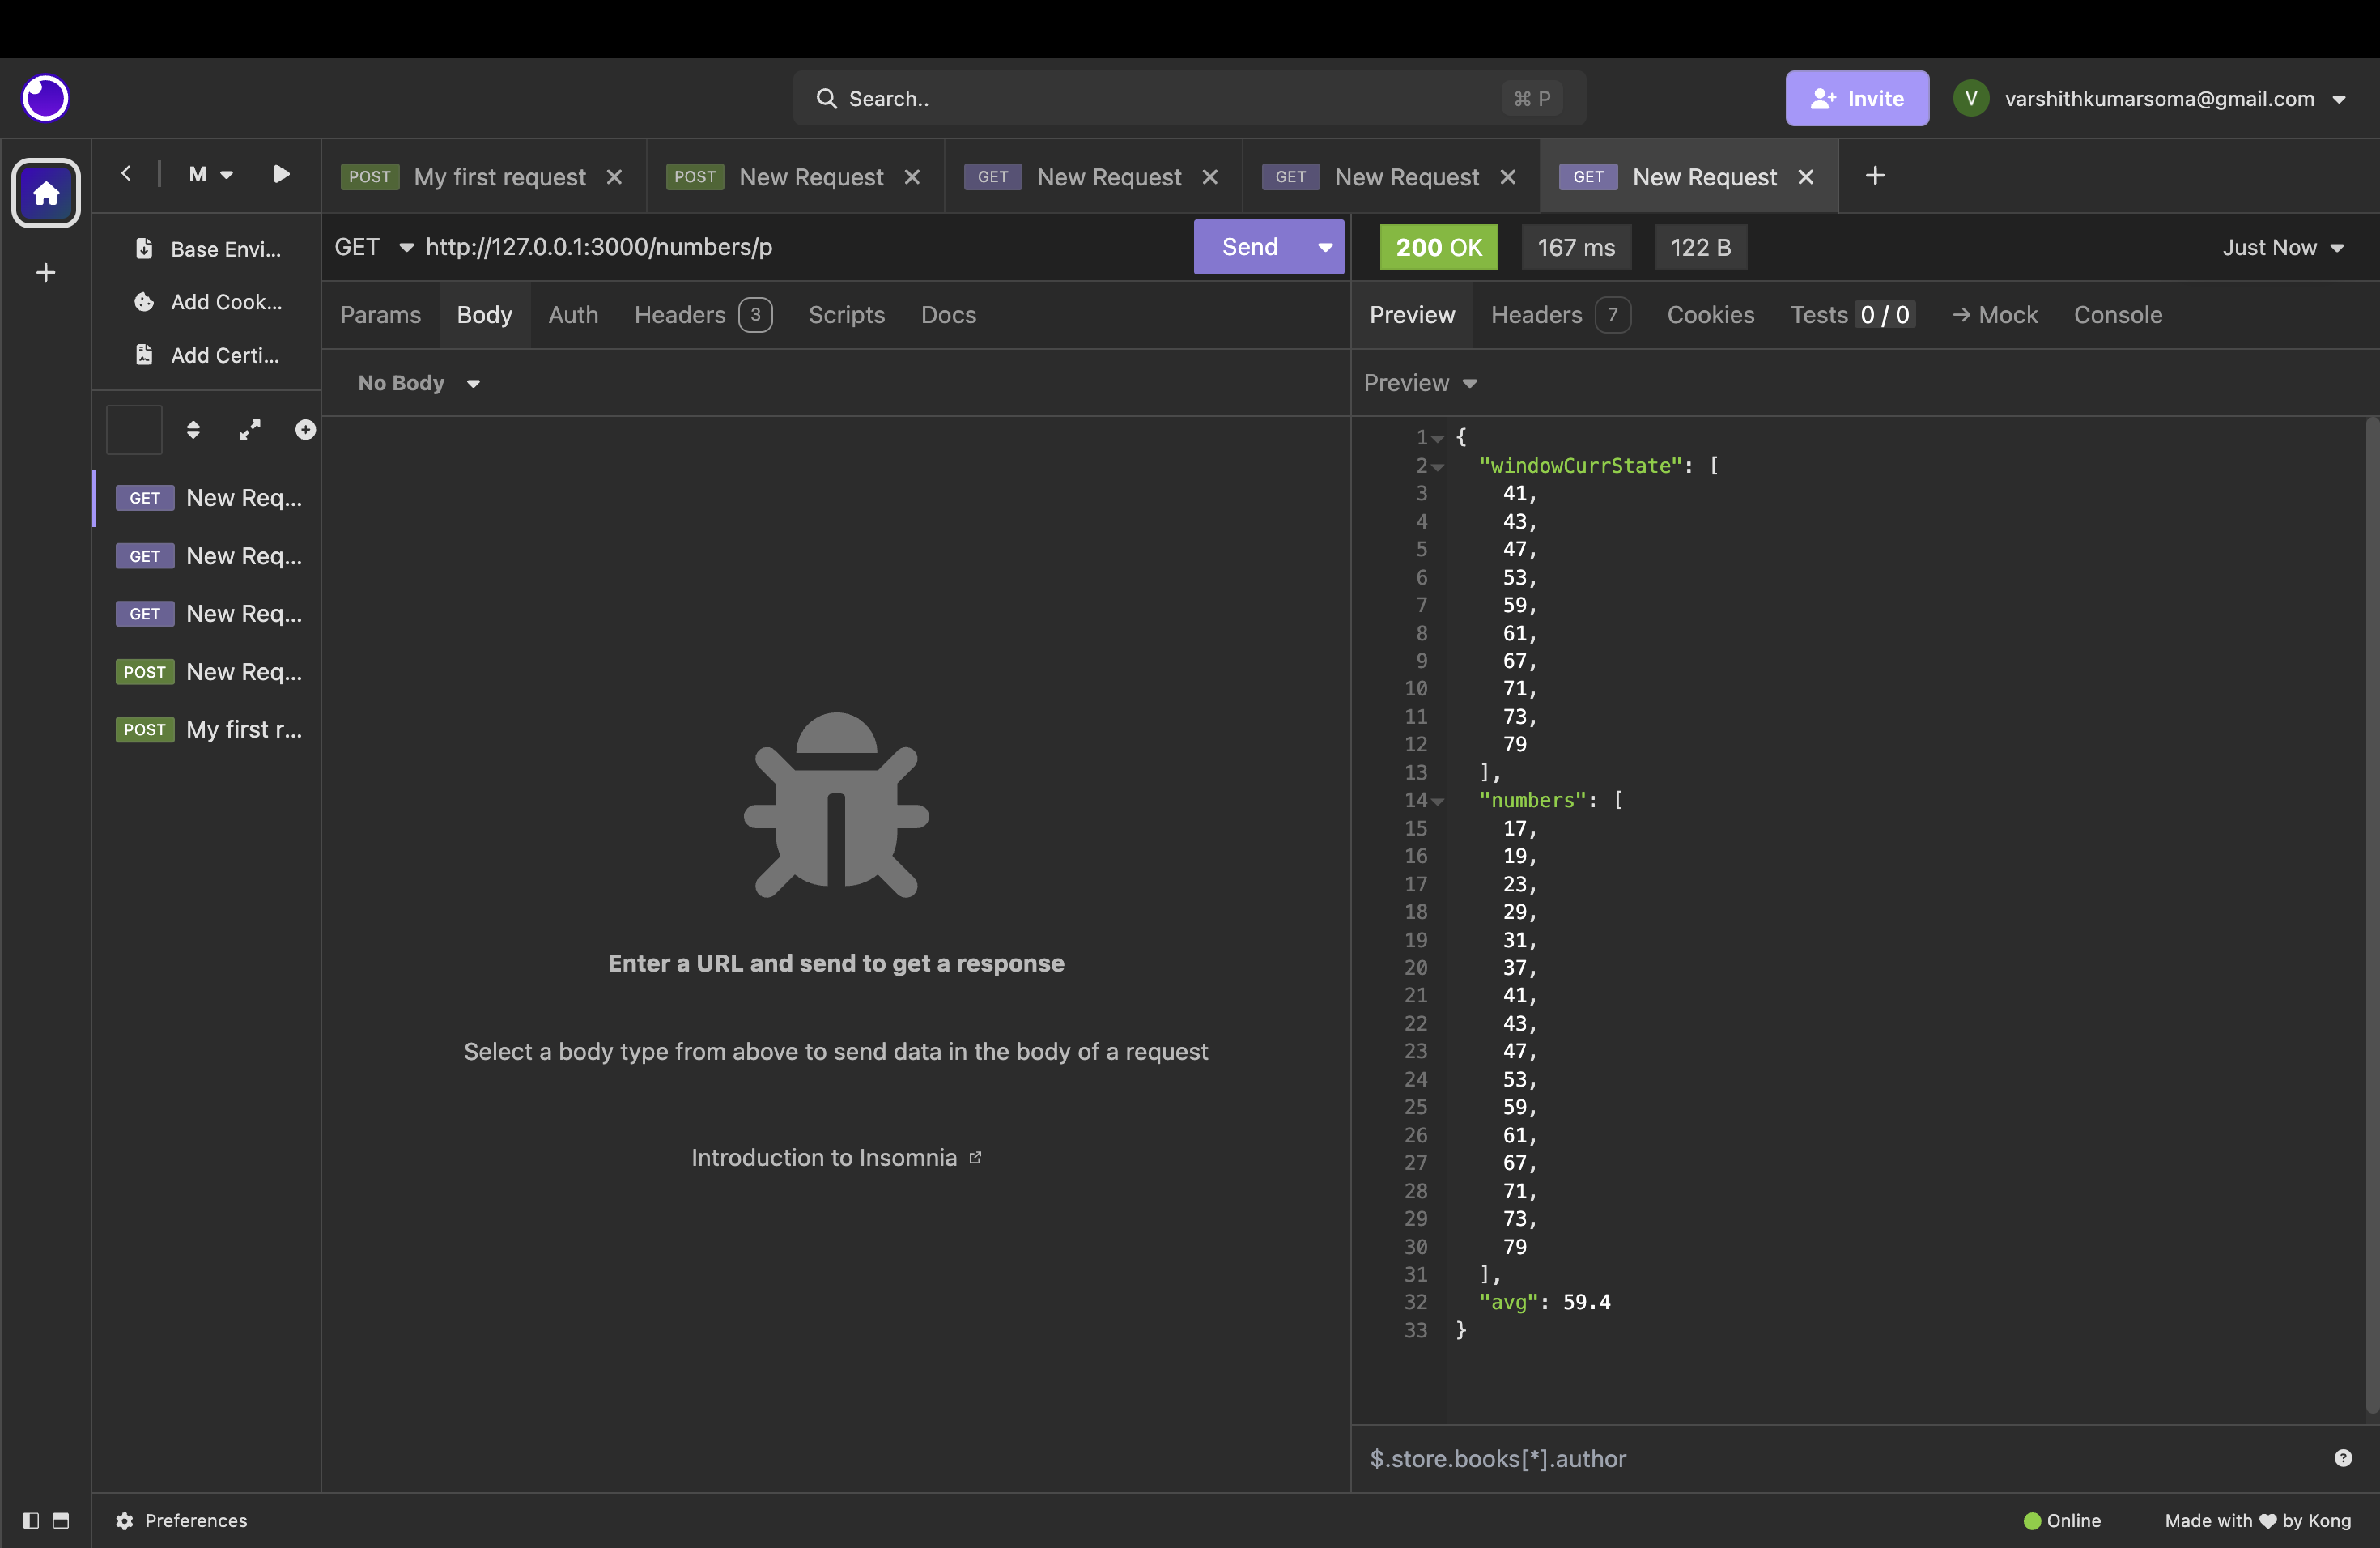 Search..
⌘ P
Invite
V
varshithkumarsoma@gmail.com
M
POST My first request
POST New Request
GET New Request
GET New Request
GET New Request
Base Envi...
Add Cook...
Add Certi...
GET New Req...
GET New Req...
GET New Req...
POST New Req...
POST My first r...
GET http://127.0.0.1:3000/numbers/p
Send
Params Body Auth Headers 3 Scripts Docs
No Body
Enter a URL and send to get a response
Select a body type from above to send data in the body of a request
Introduction to Insomnia
200 OK 167 ms 122 B Just Now
Preview Headers 7 Cookies Tests 0 / 0 → Mock Console
Preview
1 {
2 "windowCurrState": [
3 41,
4 43,
5 47,
6 53,
7 59,
8 61,
9 67,
10 71,
11 73,
12 79
13 ],
14 "numbers": [
15 17,
16 19,
17 23,
18 29,
19 31,
20 37,
21 41,
22 43,
23 47,
24 53,
25 59,
26 61,
27 67,
28 71,
29 73,
30 79
31 ],
32 "avg": 59.4
33 }
$.store.books[*].author
?
Preferences
Online
Made with ♥ by Kong